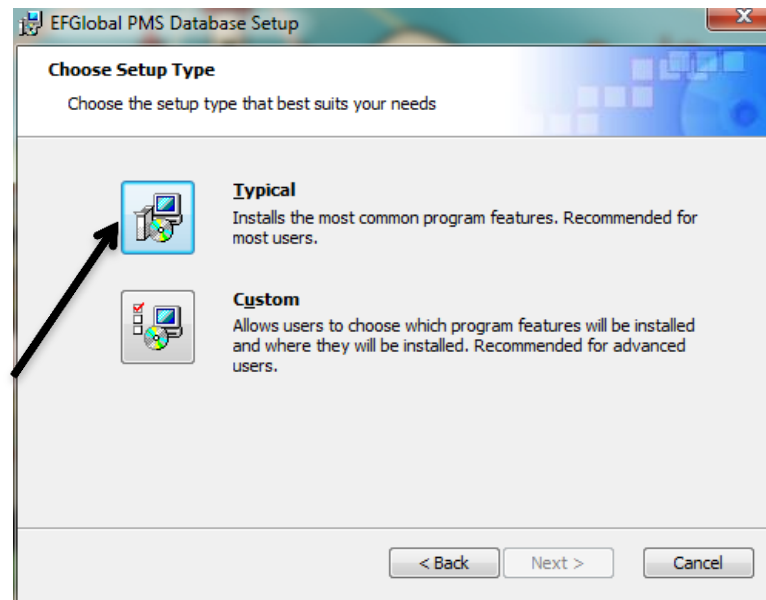 EFGlobal PMS Database Setup
Choose Setup Type
Choose the setup type that best suits your needs
Typical
Installs the most common program features. Recommended for
most users.
Custom
Allows users to choose which program features will be installed
and where they will be installed. Recommended for advanced
users.
< Back Next > Cancel